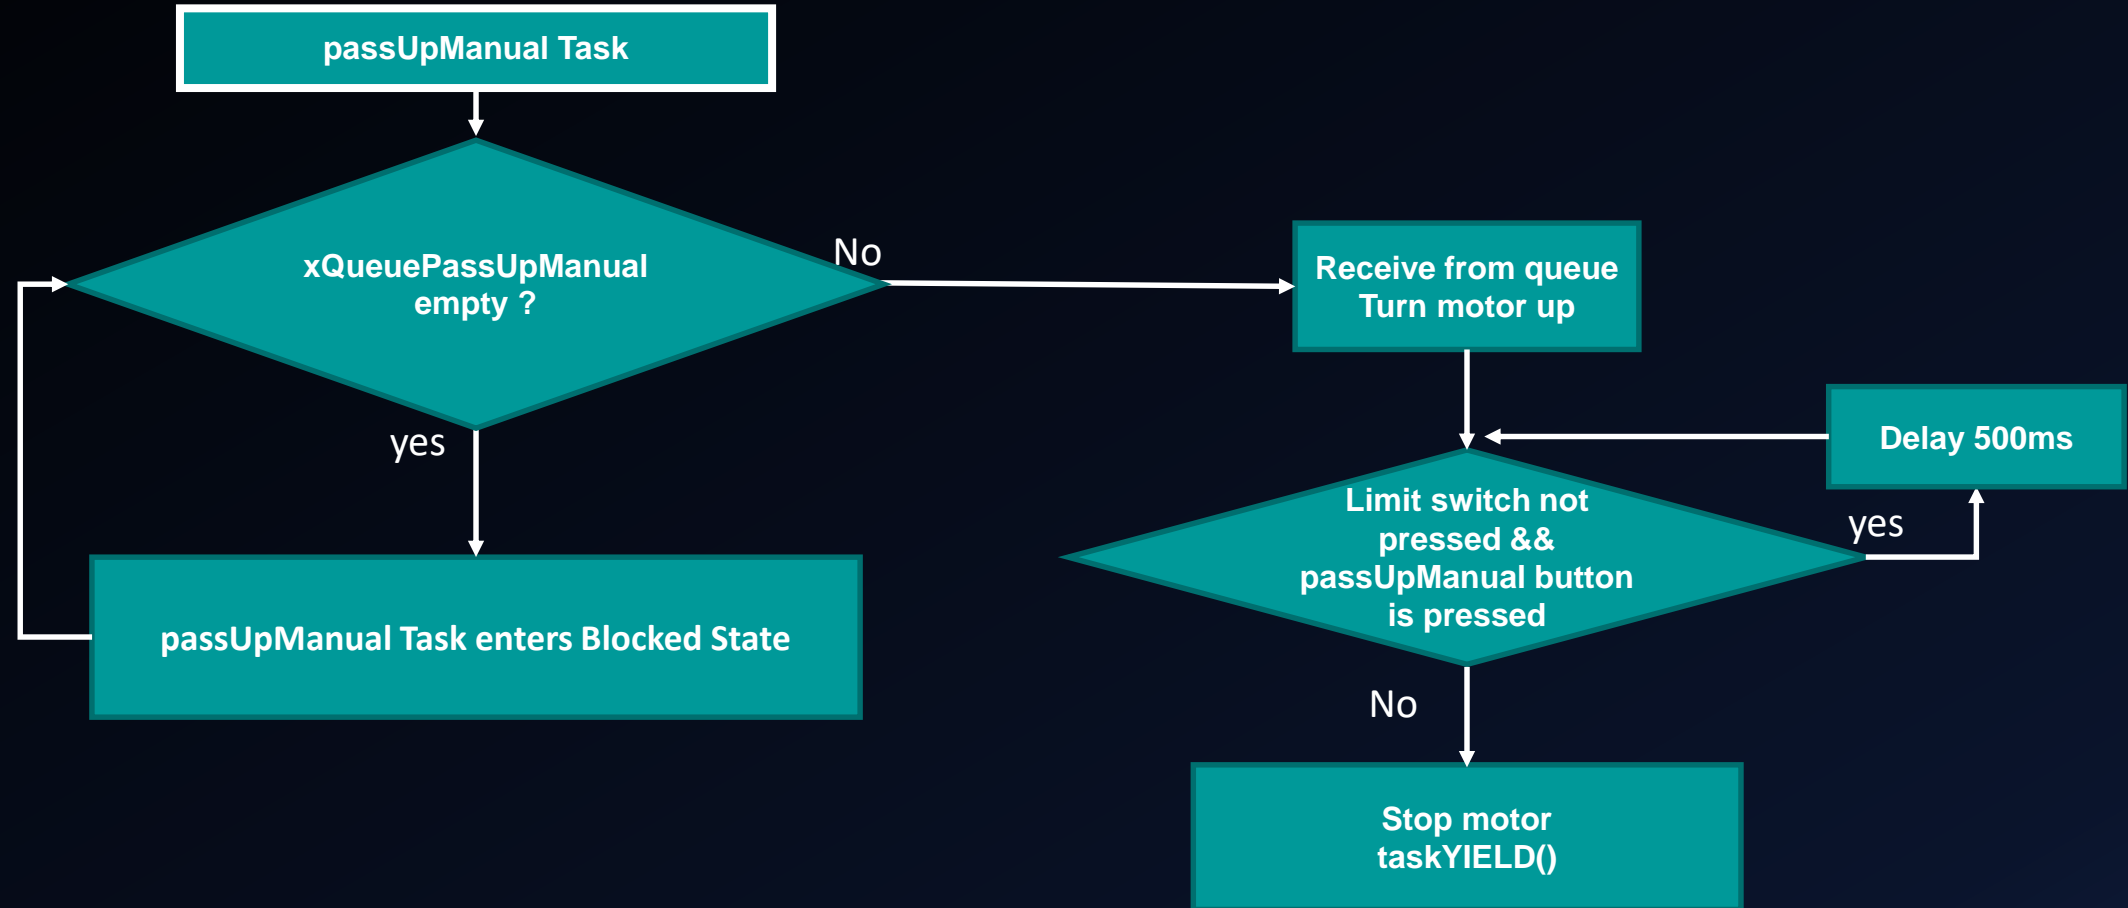 passUpManual Task
xQueuePassUpManual
empty ?
No
yes
passUpManual Task enters Blocked State
Receive from queue
Turn motor up
Delay 500ms
Limit switch not
pressed &&
passUpManual button
is pressed
yes
No
Stop motor
taskYIELD()